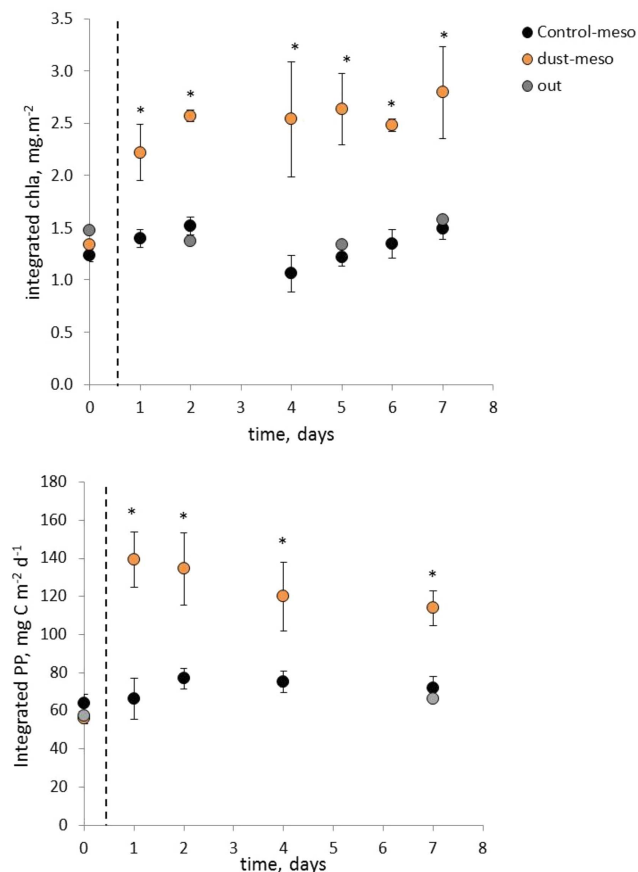 3.5
3.0
2.5
2.0
1.5
1.0
0.5
0.0
integrated chla, mg.m⁻²
* * * * * *
0 1 2 3 4 5 6 7 8
time, days
Control-meso
dust-meso
out
180
160
140
120
100
80
60
40
20
0
Integrated PP, mg C m⁻² d⁻¹
* * * *
0 1 2 3 4 5 6 7 8
time, days